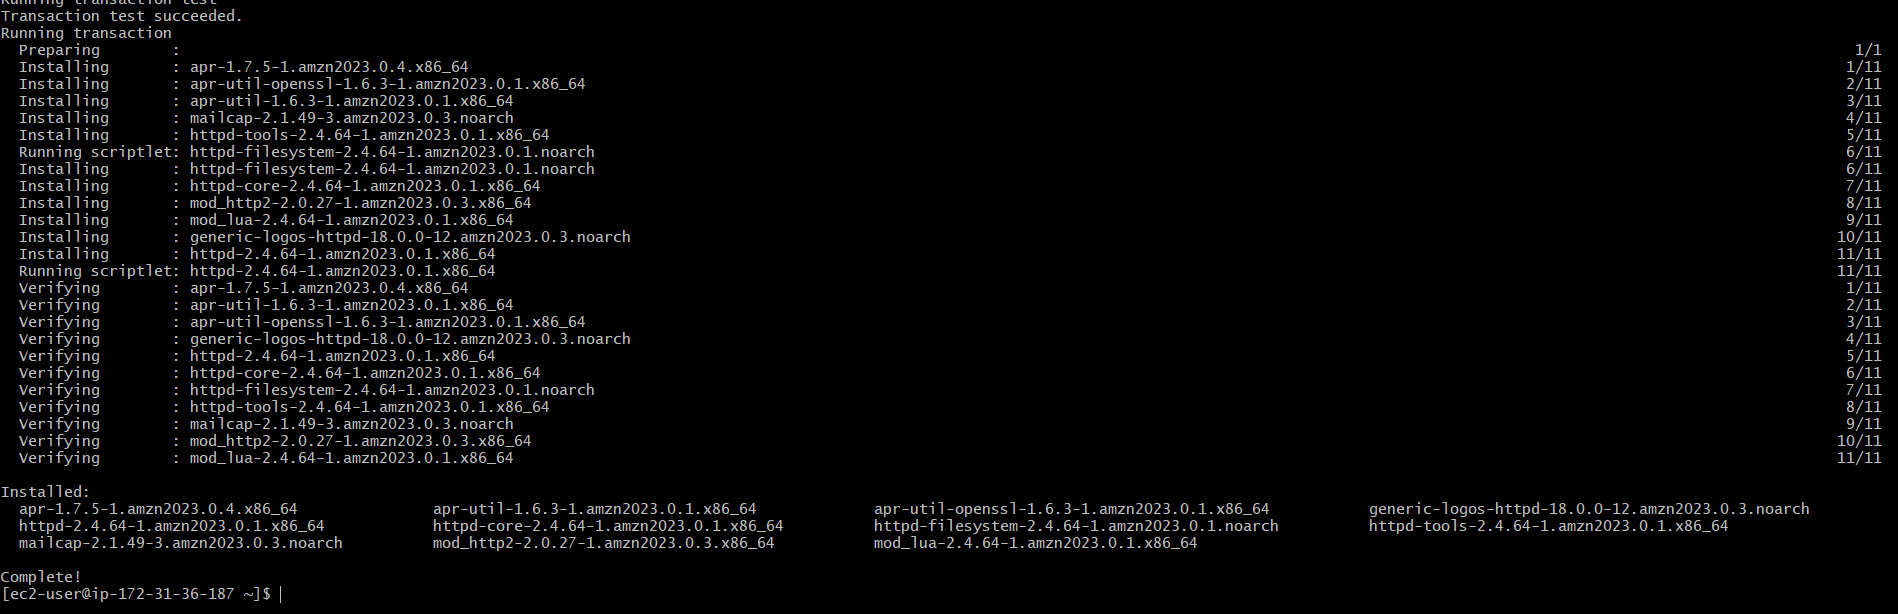 Running transaction test
Transaction test succeeded.
Running transaction
Preparing : 1/1
Installing : apr-1.7.5-1.amzn2023.0.4.x86_64 1/11
Installing : apr-util-openssl-1.6.3-1.amzn2023.0.1.x86_64 2/11
Installing : apr-util-1.6.3-1.amzn2023.0.1.x86_64 3/11
Installing : mailcap-2.1.49-3.amzn2023.0.3.noarch 4/11
Installing : httpd-tools-2.4.64-1.amzn2023.0.1.x86_64 5/11
Running scriptlet: httpd-filesystem-2.4.64-1.amzn2023.0.1.noarch 6/11
Installing : httpd-filesystem-2.4.64-1.amzn2023.0.1.noarch 6/11
Installing : httpd-core-2.4.64-1.amzn2023.0.1.x86_64 7/11
Installing : mod_http2-2.0.27-1.amzn2023.0.3.x86_64 8/11
Installing : mod_lua-2.4.64-1.amzn2023.0.1.x86_64 9/11
Installing : generic-logos-httpd-18.0.0-12.amzn2023.0.3.noarch 10/11
Installing : httpd-2.4.64-1.amzn2023.0.1.x86_64 11/11
Running scriptlet: httpd-2.4.64-1.amzn2023.0.1.x86_64 11/11
Verifying : apr-1.7.5-1.amzn2023.0.4.x86_64 1/11
Verifying : apr-util-1.6.3-1.amzn2023.0.1.x86_64 2/11
Verifying : apr-util-openssl-1.6.3-1.amzn2023.0.1.x86_64 3/11
Verifying : generic-logos-httpd-18.0.0-12.amzn2023.0.3.noarch 4/11
Verifying : httpd-2.4.64-1.amzn2023.0.1.x86_64 5/11
Verifying : httpd-core-2.4.64-1.amzn2023.0.1.x86_64 6/11
Verifying : httpd-filesystem-2.4.64-1.amzn2023.0.1.noarch 7/11
Verifying : httpd-tools-2.4.64-1.amzn2023.0.1.x86_64 8/11
Verifying : mailcap-2.1.49-3.amzn2023.0.3.noarch 9/11
Verifying : mod_http2-2.0.27-1.amzn2023.0.3.x86_64 10/11
Verifying : mod_lua-2.4.64-1.amzn2023.0.1.x86_64 11/11
Installed:
apr-1.7.5-1.amzn2023.0.4.x86_64 apr-util-1.6.3-1.amzn2023.0.1.x86_64 apr-util-openssl-1.6.3-1.amzn2023.0.1.x86_64 generic-logos-httpd-18.0.0-12.amzn2023.0.3.noarch
httpd-2.4.64-1.amzn2023.0.1.x86_64 httpd-core-2.4.64-1.amzn2023.0.1.x86_64 httpd-filesystem-2.4.64-1.amzn2023.0.1.noarch httpd-tools-2.4.64-1.amzn2023.0.1.x86_64
mailcap-2.1.49-3.amzn2023.0.3.noarch mod_http2-2.0.27-1.amzn2023.0.3.x86_64 mod_lua-2.4.64-1.amzn2023.0.1.x86_64
Complete!
[ec2-user@ip-172-31-36-187 ~]$